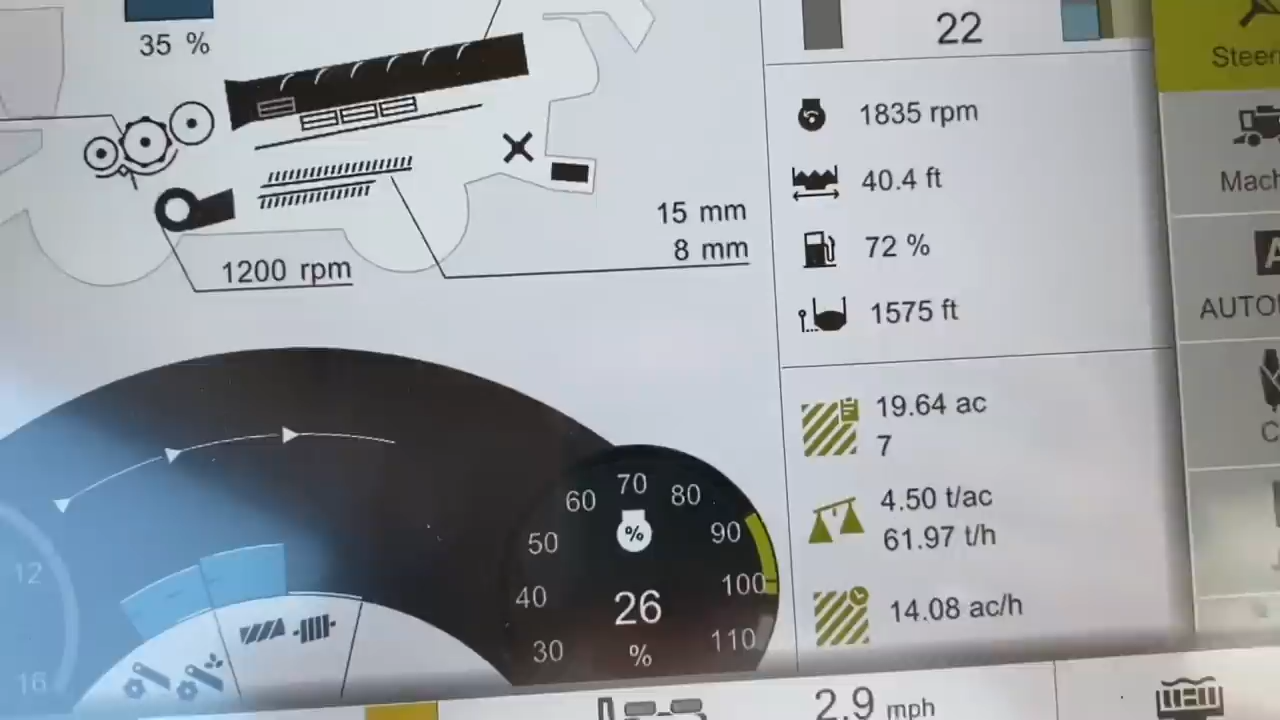 35 %
1200 rpm
15 mm
8 mm
22
1835 rpm
40.4 ft
72 %
1575 ft
19.64 ac
7
4.50 t/ac
61.97 t/h
14.08 ac/h
12
16
30
40
50
60
70
80
90
100
110
%
26
%
2.9 mph